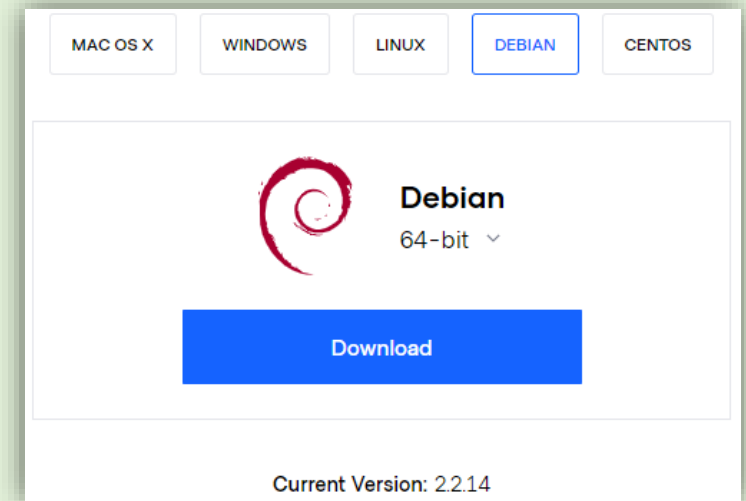 MAC OS X WINDOWS LINUX DEBIAN CENTOS
Debian
64-bit
Download
Current Version: 2.2.14